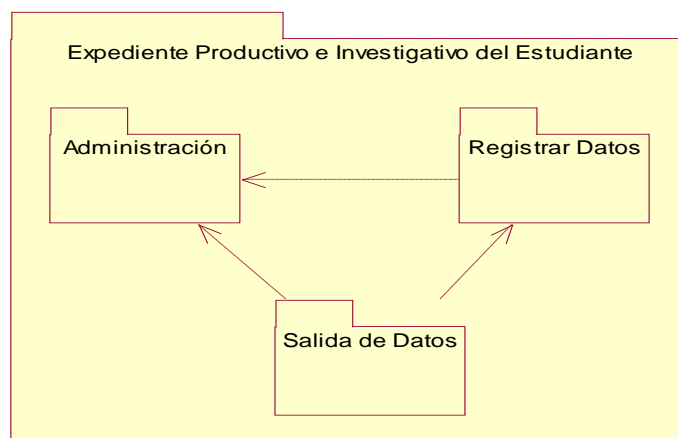 Expediente Productivo e Investigativo del Estudiante
Administración
Registrar Datos
Salida de Datos